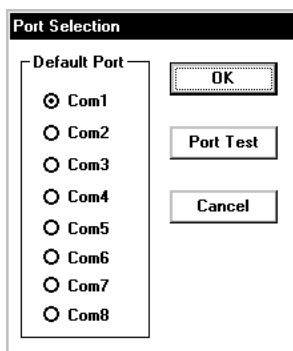 Port Selection
Default Port
Com1
Com2
Com3
Com4
Com5
Com6
Com7
Com8
OK
Port Test
Cancel